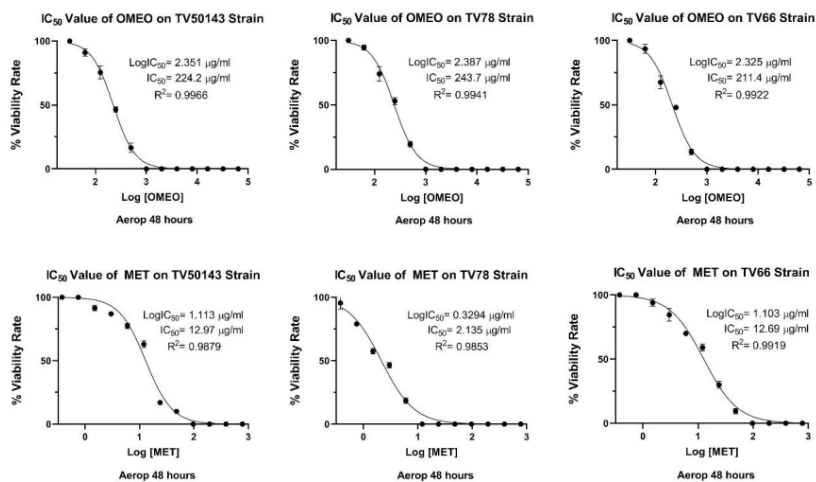 IC50 Value of OMEO on TV50143 Strain
100
50
0
% Viability Rate
LogIC50= 2.351 µg/ml
IC50= 224.2 µg/ml
R2= 0.9966
2 3 4 5
Log [OMEO]
Aerop 48 hours
IC50 Value of OMEO on TV78 Strain
100
50
0
% Viability Rate
LogIC50= 2.387 µg/ml
IC50= 243.7 µg/ml
R2= 0.9941
2 3 4 5
Log [OMEO]
Aerop 48 hours
IC50 Value of OMEO on TV66 Strain
100
50
0
% Viability Rate
LogIC50= 2.325 µg/ml
IC50= 211.4 µg/ml
R2= 0.9922
2 3 4 5
Log [OMEO]
Aerop 48 hours
IC50 Value of MET on TV50143 Strain
100
50
0
% Viability Rate
LogIC50= 1.113 µg/ml
IC50= 12.97 µg/ml
R2= 0.9879
0 1 2 3
Log [MET]
Aerop 48 hours
IC50 Value of MET on TV78 Strain
100
50
0
% Viability Rate
LogIC50= 0.3294 µg/ml
IC50= 2.135 µg/ml
R2= 0.9853
0 1 2 3
Log [MET]
Aerop 48 hours
IC50 Value of MET on TV66 Strain
100
50
0
% Viability Rate
LogIC50= 1.103 µg/ml
IC50= 12.69 µg/ml
R2= 0.9919
0 1 2 3
Log [MET]
Aerop 48 hours